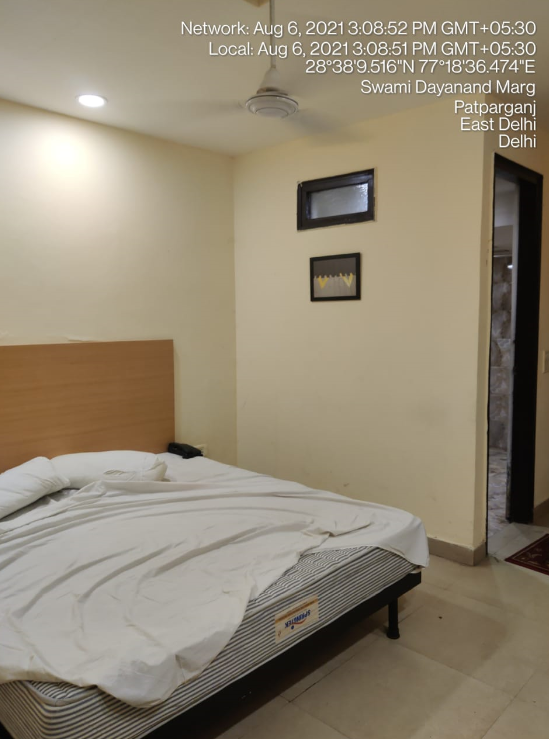 Network: Aug 6, 2021 3:08:52 PM GMT+05:30
Local: Aug 6, 2021 3:08:51 PM GMT+05:30
28°38'9.516"N 77°18'36.474"E
Swami Dayanand Marg
Patparganj
East Delhi
Delhi
SPRINGTEK